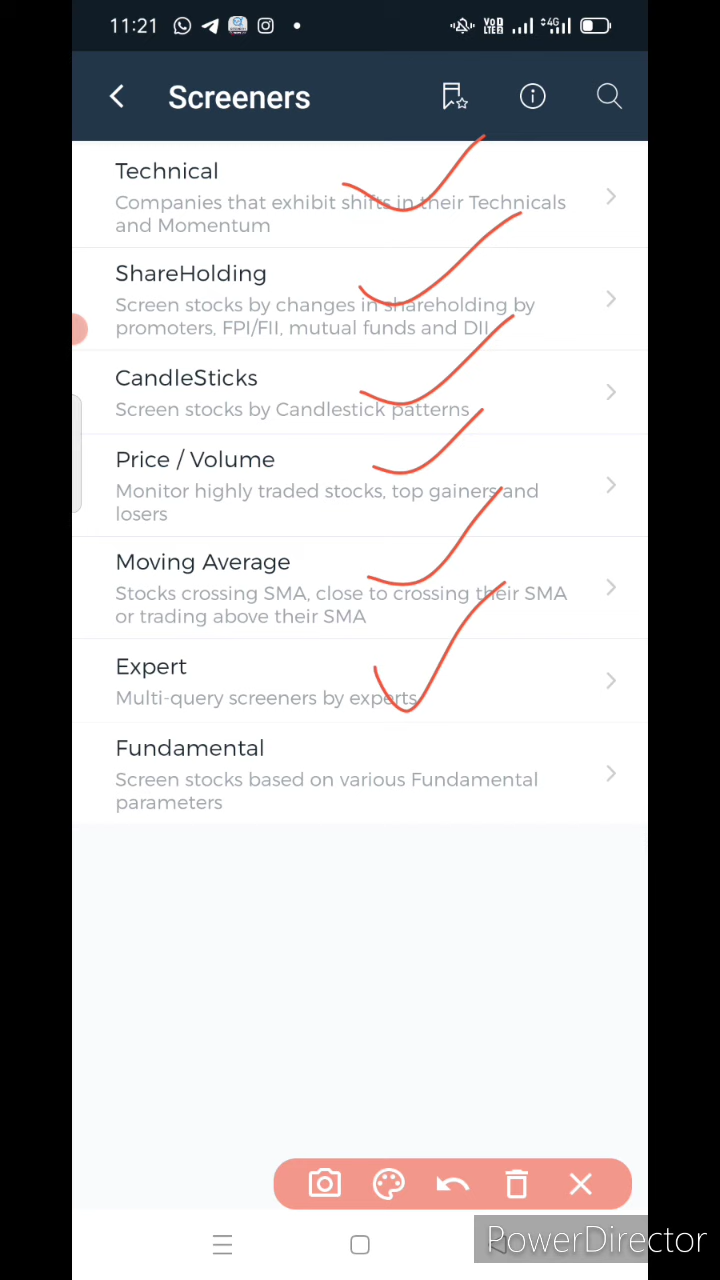 11:21
VoD
LTE2
4G
Screeners
Technical
Companies that exhibit shifts in their Technicals
and Momentum
ShareHolding
Screen stocks by changes in shareholding by
promoters, FPI/FII, mutual funds and DII
CandleSticks
Screen stocks by Candlestick patterns
Price / Volume
Monitor highly traded stocks, top gainers and
losers
Moving Average
Stocks crossing SMA, close to crossing their SMA
or trading above their SMA
Expert
Multi-query screeners by experts
Fundamental
Screen stocks based on various Fundamental
parameters
PowerDirector